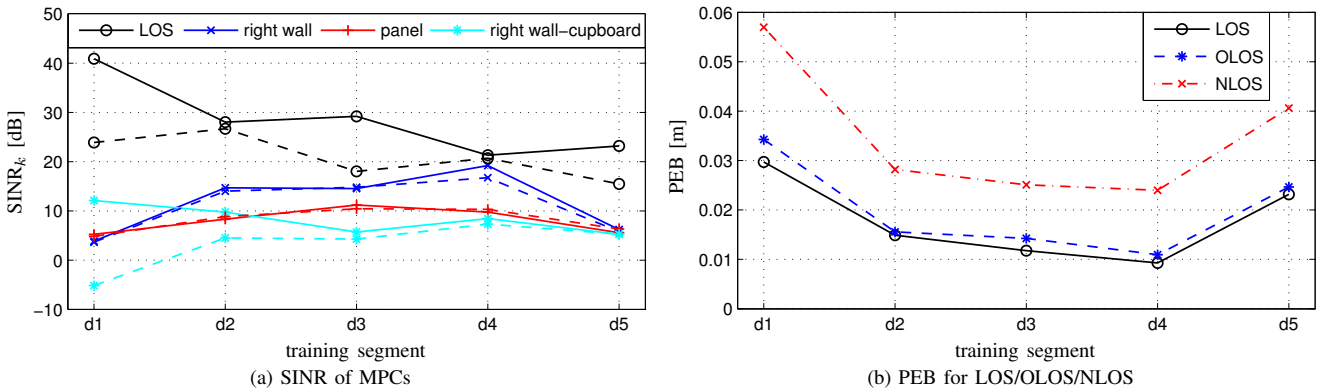 50
40
30
20
10
0
−10
SINRk [dB]
LOS
right wall
panel
right wall-cupboard
d1
d2
d3
d4
d5
training segment
(a) SINR of MPCs
0.06
0.05
0.04
0.03
0.02
0.01
0
PEB [m]
LOS
OLOS
NLOS
d1
d2
d3
d4
d5
training segment
(b) PEB for LOS/OLOS/NLOS